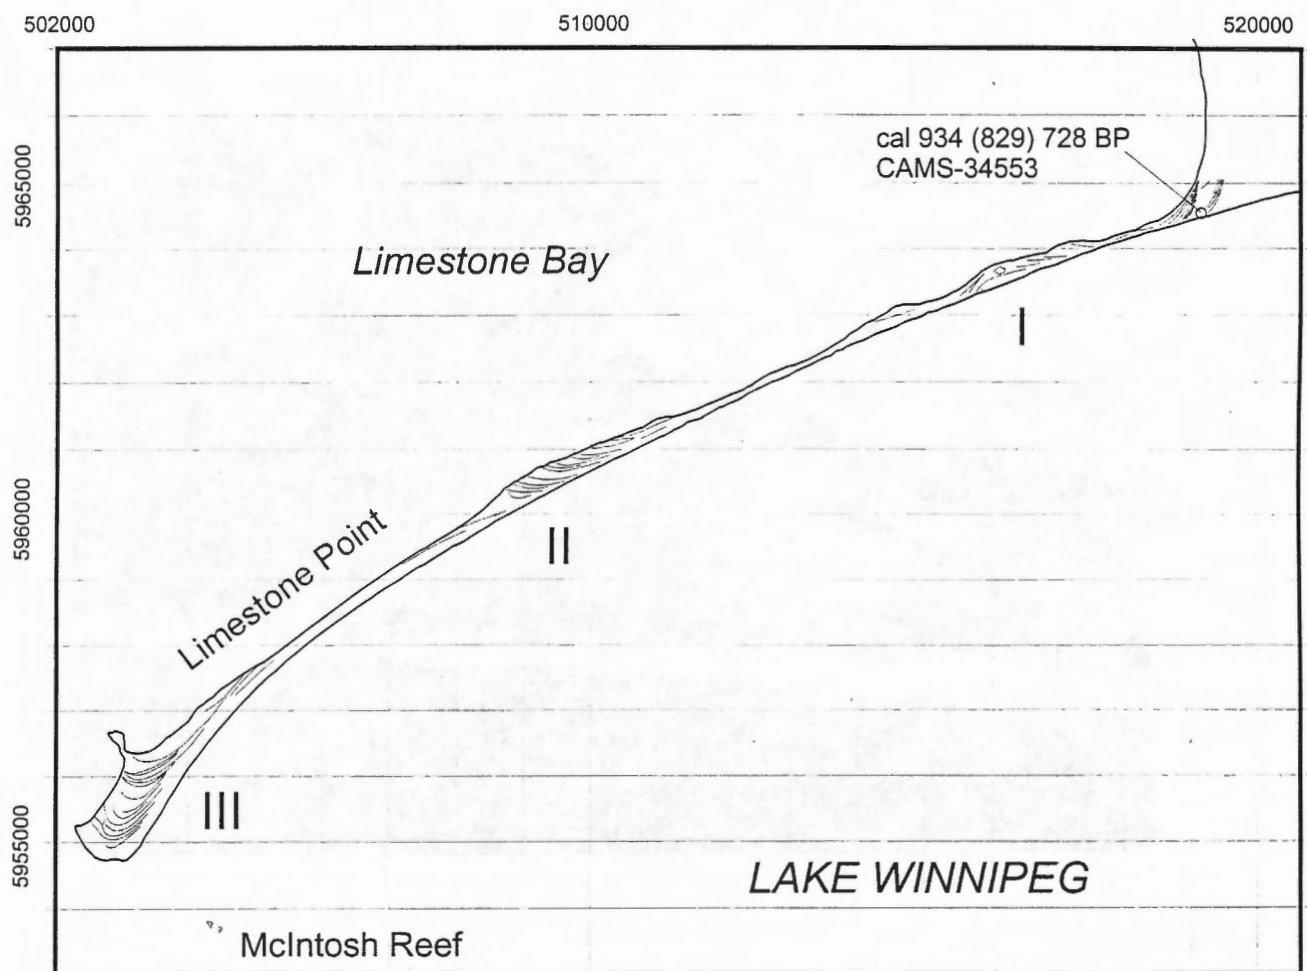 502000
510000
520000
5965000
cal 934 (829) 728 BP
CAMS-34553
Limestone Bay
I
5960000
II
Limestone Point
III
5955000
LAKE WINNIPEG
McIntosh Reef